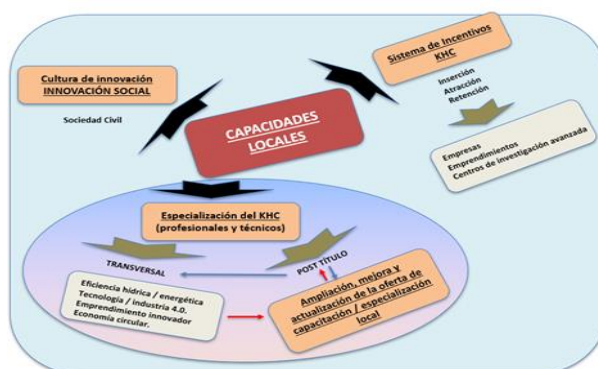 Cultura de innovación
INNOVACIÓN SOCIAL
Sociedad Civil
Sistema de Incentivos
KHC
Inserción
Atracción
Retención
Empresas
Emprendimientos
Centros de investigación avanzada
CAPACIDADES
LOCALES
Especialización del KHC
(profesionales y técnicos)
TRANSVERSAL
POST TÍTULO
Eficiencia hídrica / energética
Tecnología / industria 4.0.
Emprendimiento innovador
Economía circular.
Ampliación, mejora y
actualización de la oferta de
capacitación / especialización
local